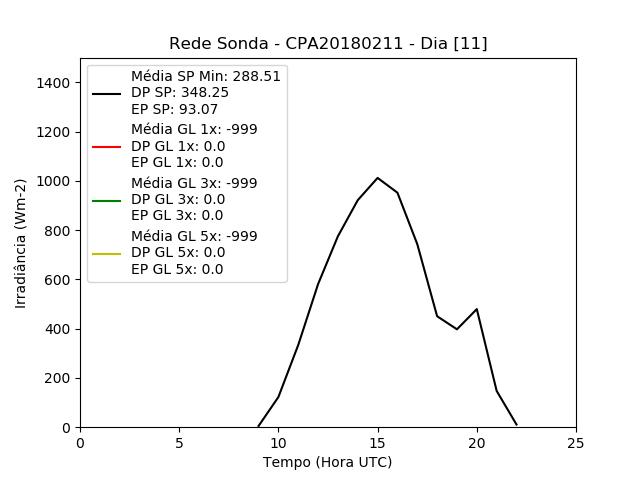 Rede Sonda - CPA20180211 - Dia [11]
Média SP Min: 288.51
DP SP: 348.25
EP SP: 93.07
Média GL 1x: -999
DP GL 1x: 0.0
EP GL 1x: 0.0
Média GL 3x: -999
DP GL 3x: 0.0
EP GL 3x: 0.0
Média GL 5x: -999
DP GL 5x: 0.0
EP GL 5x: 0.0
Irradiância (Wm-2)
1400
1200
1000
800
600
400
200
0
0 5 10 15 20 25
Tempo (Hora UTC)